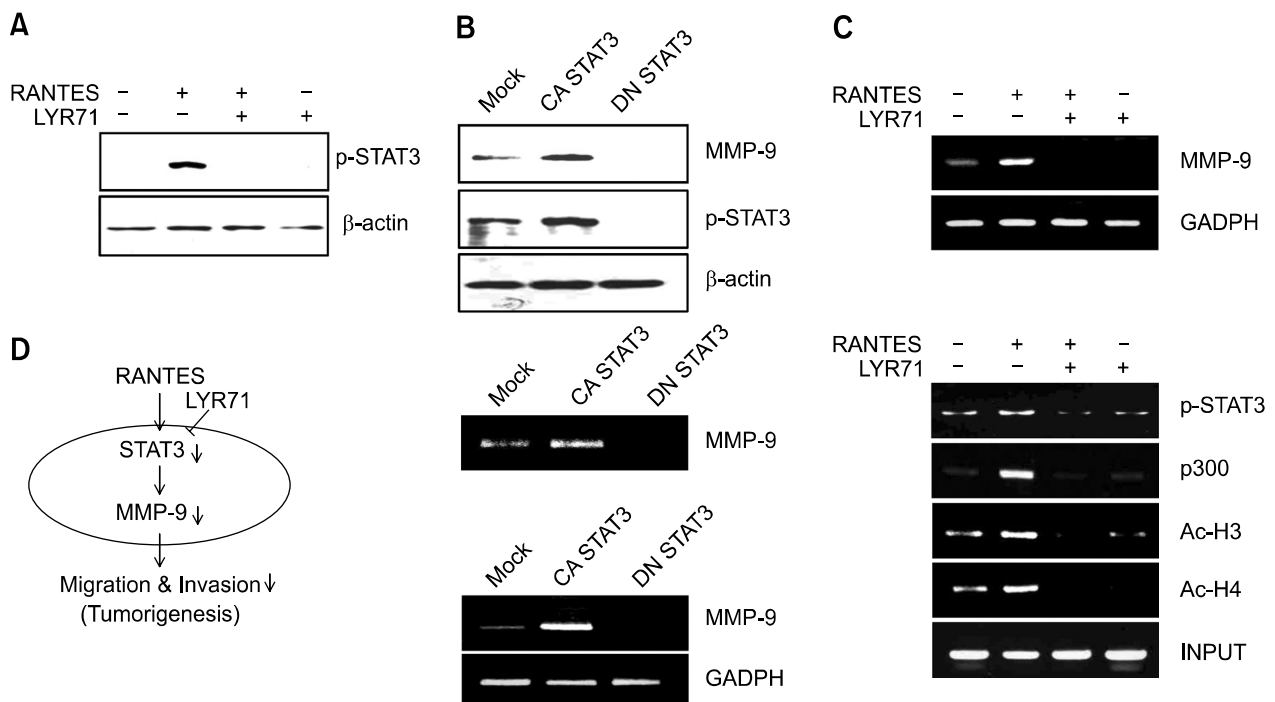 A
RANTES – + + –
LYR71 – – + +
p-STAT3
β-actin
B
Mock CA STAT3 DN STAT3
MMP-9
p-STAT3
β-actin
Mock CA STAT3 DN STAT3
MMP-9
Mock CA STAT3 DN STAT3
MMP-9
GADPH
C
RANTES – + + –
LYR71 – – + +
MMP-9
GADPH
RANTES – + + –
LYR71 – – + +
p-STAT3
p300
Ac-H3
Ac-H4
INPUT
D
RANTES
LYR71
STAT3 ↓
MMP-9 ↓
Migration & Invasion ↓
(Tumorigenesis)